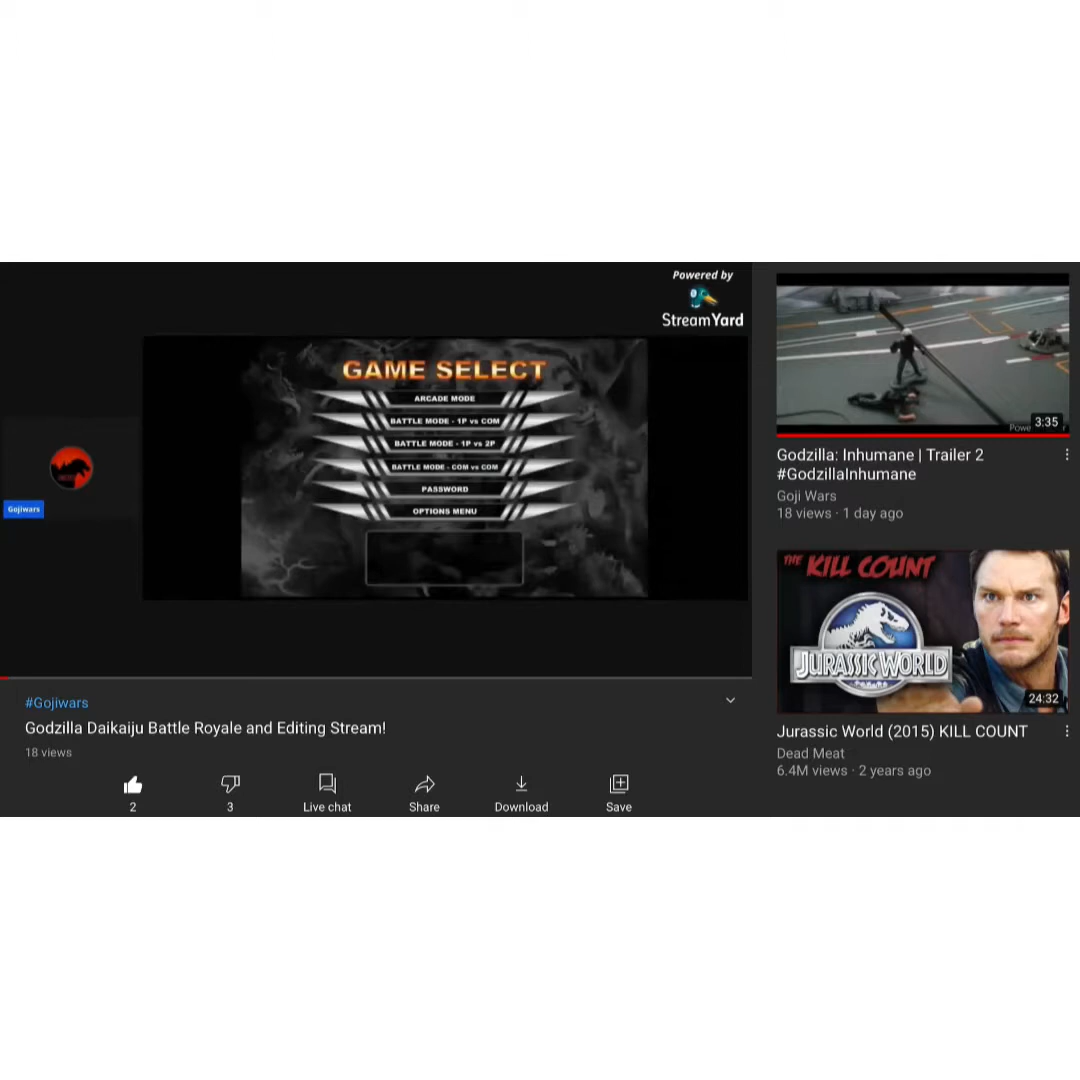 Powered by
StreamYard
GAME SELECT
ARCADE MODE
BATTLE MODE - 1P vs COM
BATTLE MODE - 1P vs 2P
BATTLE MODE - COM vs COM
PASSWORD
OPTIONS MENU
Gojiwars
#Gojiwars
Godzilla Daikaiju Battle Royale and Editing Stream!
18 views
2
3
Live chat
Share
Download
Save
3:35
Godzilla: Inhumane | Trailer 2
#GodzillaInhumane
Goji Wars
18 views · 1 day ago
THE KILL COUNT
JURASSIC WORLD
24:32
Jurassic World (2015) KILL COUNT
Dead Meat
6.4M views · 2 years ago